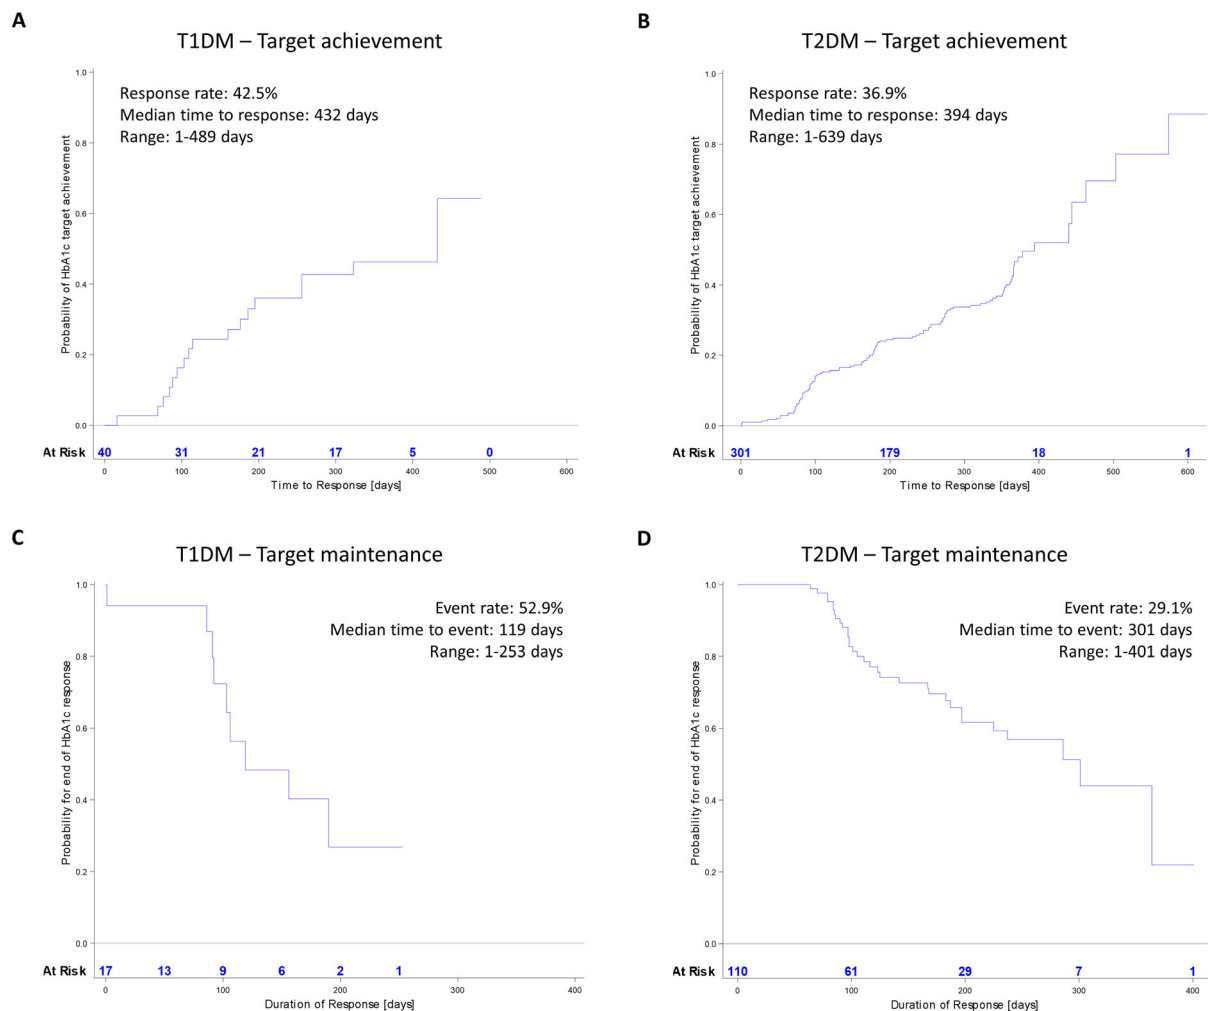 A
T1DM – Target achievement
Response rate: 42.5%
Median time to response: 432 days
Range: 1-489 days
Probability of HbA1c target achievement
1.0
0.8
0.6
0.4
0.2
0.0
At Risk 40 31 21 17 5 0
0 100 200 300 400 500 600
Time to Response [days]
B
T2DM – Target achievement
Response rate: 36.9%
Median time to response: 394 days
Range: 1-639 days
Probability of HbA1c target achievement
1.0
0.8
0.6
0.4
0.2
0.0
At Risk 301 179 18 1
0 100 200 300 400 500 600
Time to Response [days]
C
T1DM – Target maintenance
Event rate: 52.9%
Median time to event: 119 days
Range: 1-253 days
Probability for end of HbA1c response
1.0
0.8
0.6
0.4
0.2
0.0
At Risk 17 13 9 6 2 1
0 100 200 300 400
Duration of Response [days]
D
T2DM – Target maintenance
Event rate: 29.1%
Median time to event: 301 days
Range: 1-401 days
Probability for end of HbA1c response
1.0
0.8
0.6
0.4
0.2
0.0
At Risk 110 61 29 7 1
0 100 200 300 400
Duration of Response [days]